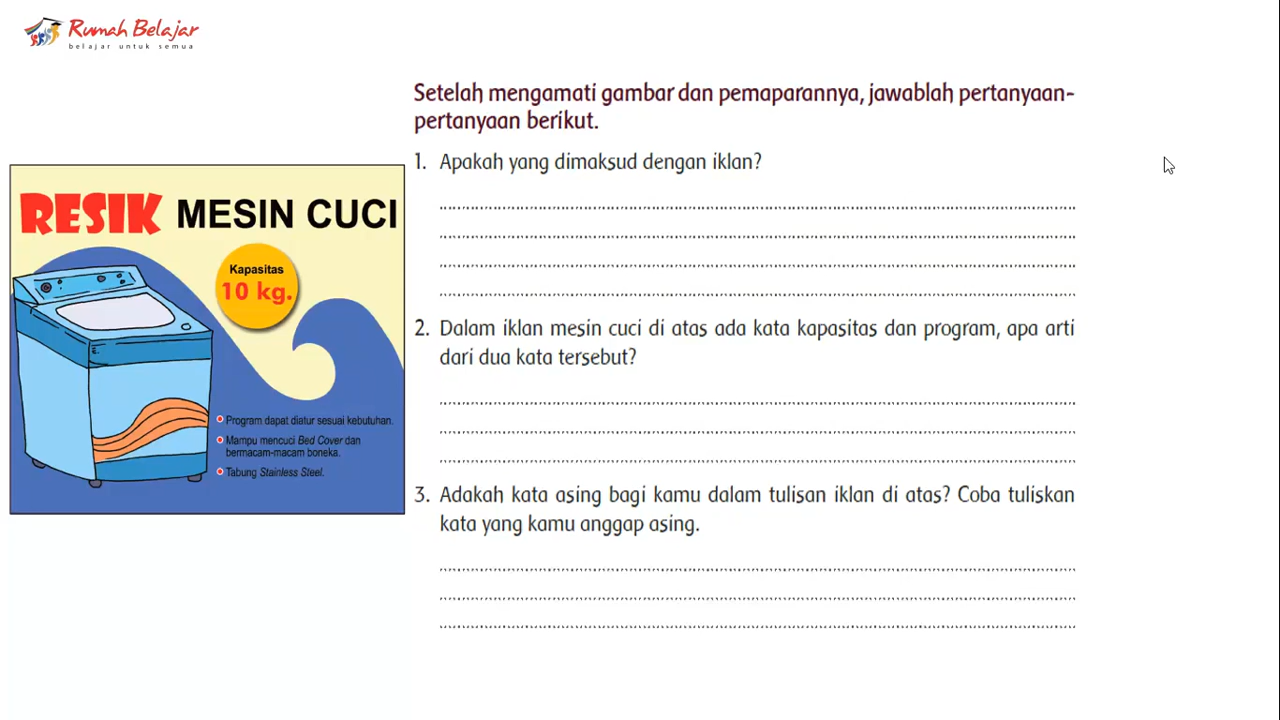 Rumah Belajar
belajar untuk semua
Setelah mengamati gambar dan pemaparannya, jawablah pertanyaan-
pertanyaan berikut.
1. Apakah yang dimaksud dengan iklan?
2. Dalam iklan mesin cuci di atas ada kata kapasitas dan program, apa arti
dari dua kata tersebut?
3. Adakah kata asing bagi kamu dalam tulisan iklan di atas? Coba tuliskan
kata yang kamu anggap asing.
RESIK MESIN CUCI
Kapasitas
10 kg.
Program dapat diatur sesuai kebutuhan.
Mampu mencuci Bed Cover dan
bermacam-macam boneka.
Tabung Stainless Steel.